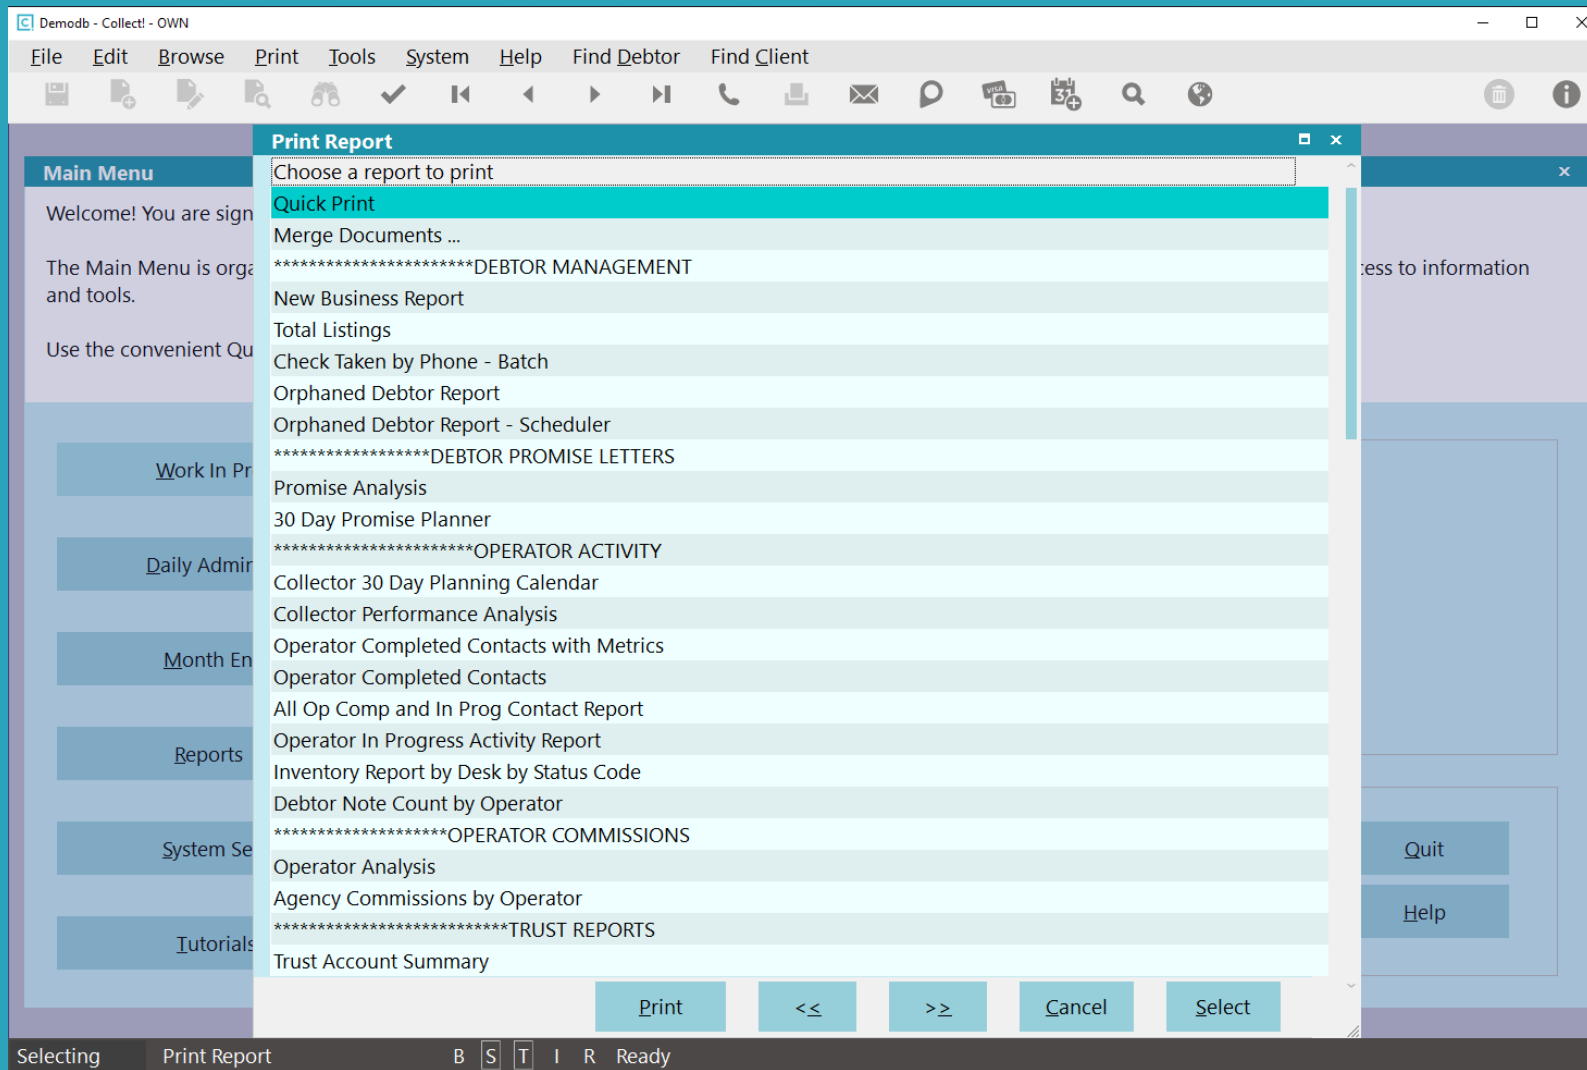 Demodb - Collect! - OWN
File Edit Browse Print Tools System Help Find Debtor Find Client
VISA
31
Print Report
Main Menu
Choose a report to print
Quick Print
Welcome! You are sign
Merge Documents ...
The Main Menu is orga
***********************DEBTOR MANAGEMENT
cess to information
and tools.
New Business Report
Total Listings
Use the convenient Qu
Check Taken by Phone - Batch
Orphaned Debtor Report
Orphaned Debtor Report - Scheduler
******************DEBTOR PROMISE LETTERS
Work In Pr
Promise Analysis
30 Day Promise Planner
***********************OPERATOR ACTIVITY
Daily Admin
Collector 30 Day Planning Calendar
Collector Performance Analysis
Operator Completed Contacts with Metrics
Month En
Operator Completed Contacts
All Op Comp and In Prog Contact Report
Operator In Progress Activity Report
Reports
Inventory Report by Desk by Status Code
Debtor Note Count by Operator
********************OPERATOR COMMISSIONS
System Se
Quit
Operator Analysis
Agency Commissions by Operator
Help
***************************TRUST REPORTS
Tutorials
Trust Account Summary
Print << >> Cancel Select
Selecting Print Report B S T I R Ready